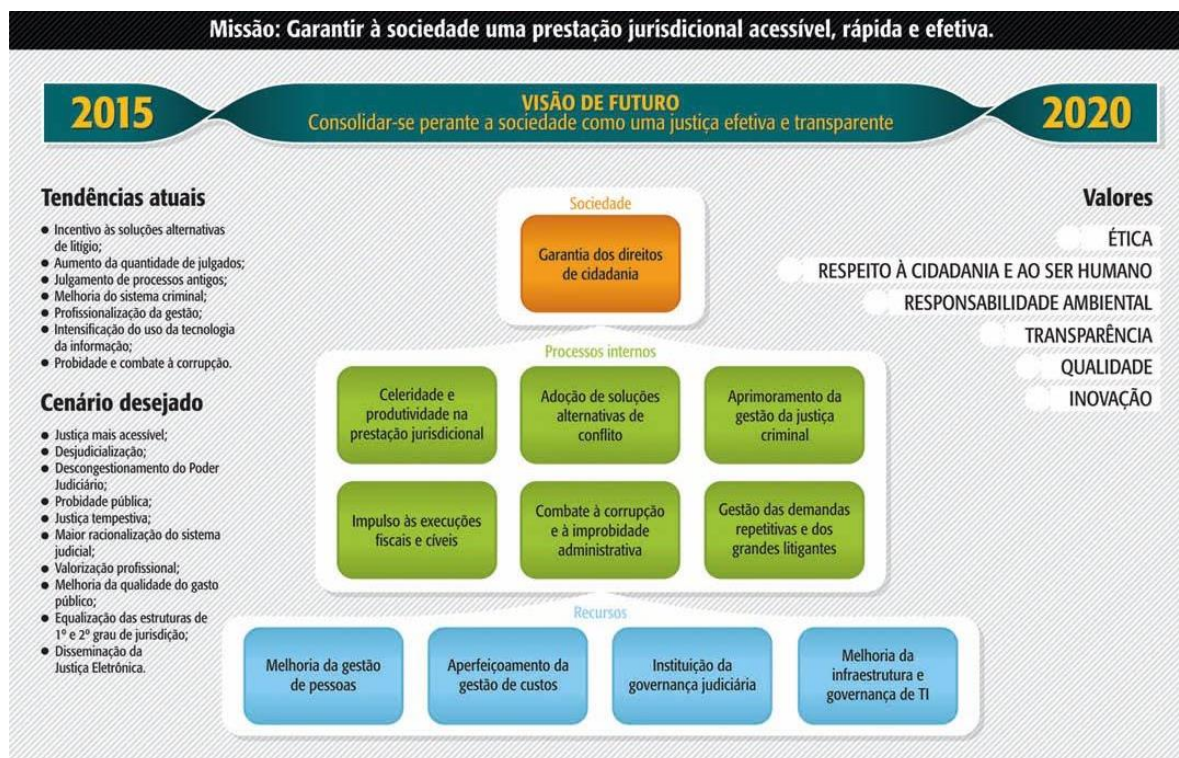 Missão: Garantir à sociedade uma prestação jurisdicional acessível, rápida e efetiva.
2015
VISÃO DE FUTURO
Consolidar-se perante a sociedade como uma justiça efetiva e transparente
2020
Tendências atuais
● Incentivo às soluções alternativas
de litígio;
● Aumento da quantidade de julgados;
● Julgamento de processos antigos;
● Melhoria do sistema criminal;
● Profissionalização da gestão;
● Intensificação do uso da tecnologia
da informação;
● Probidade e combate à corrupção.
Cenário desejado
● Justiça mais acessível;
● Desjudicialização;
● Descongestionamento do Poder
Judiciário;
● Probidade pública;
● Justiça tempestiva;
● Maior racionalização do sistema
judicial;
● Valorização profissional;
● Melhoria da qualidade do gasto
público;
● Equalização das estruturas de
1º e 2º grau de jurisdição;
● Disseminação da
Justiça Eletrônica.
Sociedade
Garantia dos direitos
de cidadania
Processos internos
Celeridade e
produtividade na
prestação jurisdicional
Adoção de soluções
alternativas de
conflito
Aprimoramento da
gestão da justiça
criminal
Impulso às execuções
fiscais e cíveis
Combate à corrupção
e à improbidade
administrativa
Gestão das demandas
repetitivas e dos
grandes litigantes
Recursos
Melhoria da gestão
de pessoas
Aperfeiçoamento da
gestão de custos
Instituição da
governança judiciária
Melhoria da
infraestrutura e
governança de TI
Valores
ÉTICA
RESPEITO À CIDADANIA E AO SER HUMANO
RESPONSABILIDADE AMBIENTAL
TRANSPARÊNCIA
QUALIDADE
INOVAÇÃO